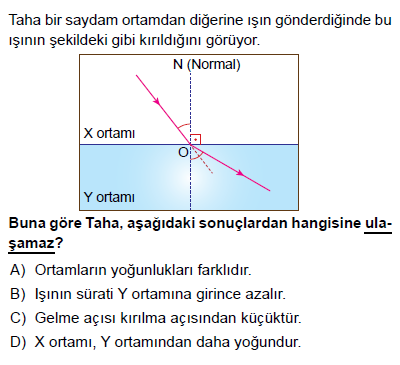 Taha bir saydam ortamdan diğerine ışın gönderdiğinde bu
ışının şekildeki gibi kırıldığını görüyor.
N (Normal)
X ortamı
O
Y ortamı
Buna göre Taha, aşağıdaki sonuçlardan hangisine ula-
şamaz?
A) Ortamların yoğunlukları farklıdır.
B) Işının sürati Y ortamına girince azalır.
C) Gelme açısı kırılma açısından küçüktür.
D) X ortamı, Y ortamından daha yoğundur.